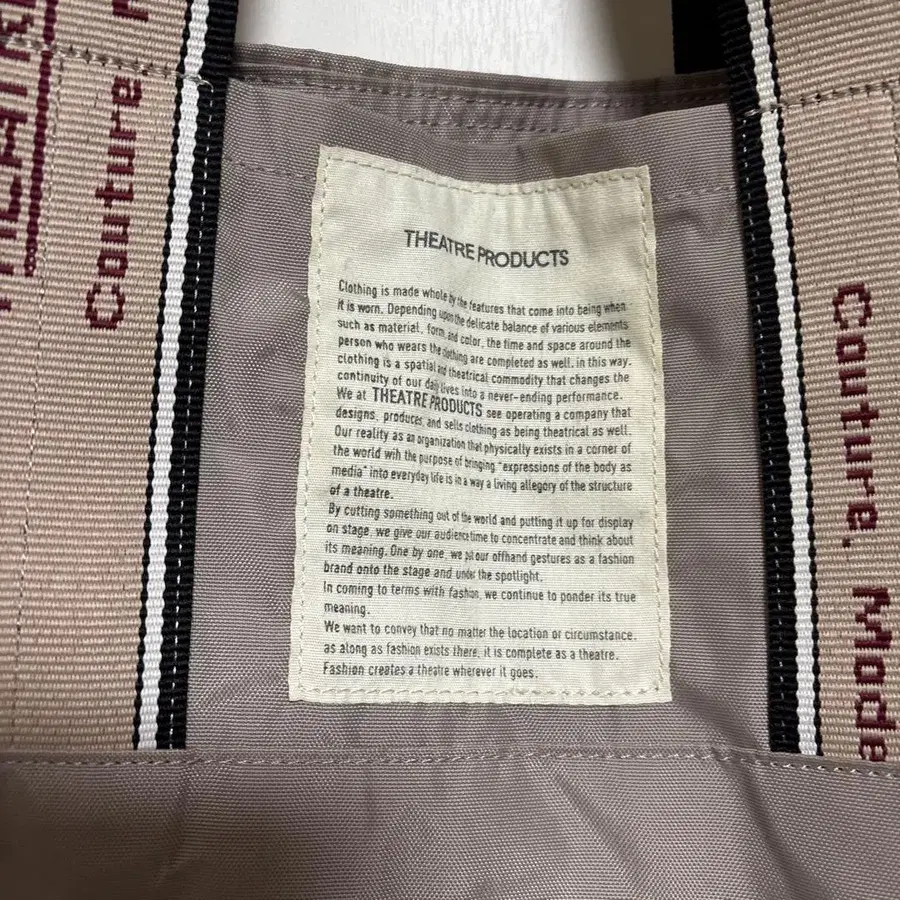 THEATRE PRODUCTS
Clothing is made whole by the features that come into being when
it is worn. Depending upon the delicate balance of various elements
such as material, form, and color, the time and space around the
person who wears the clothing are completed as well. in this way.
clothing is a spatial and theatrical commodity that changes the
continuity of our daily lives into a never-ending performance.
We at THEATRE PRODUCTS see operating a company that
designs, produces, and sells clothing as being theatrical as well.
Our reality as an organization that physically exists in a corner of
the world wih the purpose of bringing "expressions of the body as
media" into everyday life is in a way a living allegory of the structure
of a theatre.
By cutting something out of the world and putting it up for display
on stage, we give our audience time to concentrate and think about
its meaning. One by one, we put our offhand gestures as a fashion
brand onto the stage and under the spotlight.
In coming to terms with fashion, we continue to ponder its true
meaning.
We want to convey that no matter the location or circumstance.
as along as fashion exists there, it is complete as a theatre.
Fashion creates a theatre wherever it goes.
Couture
Couture. Mode